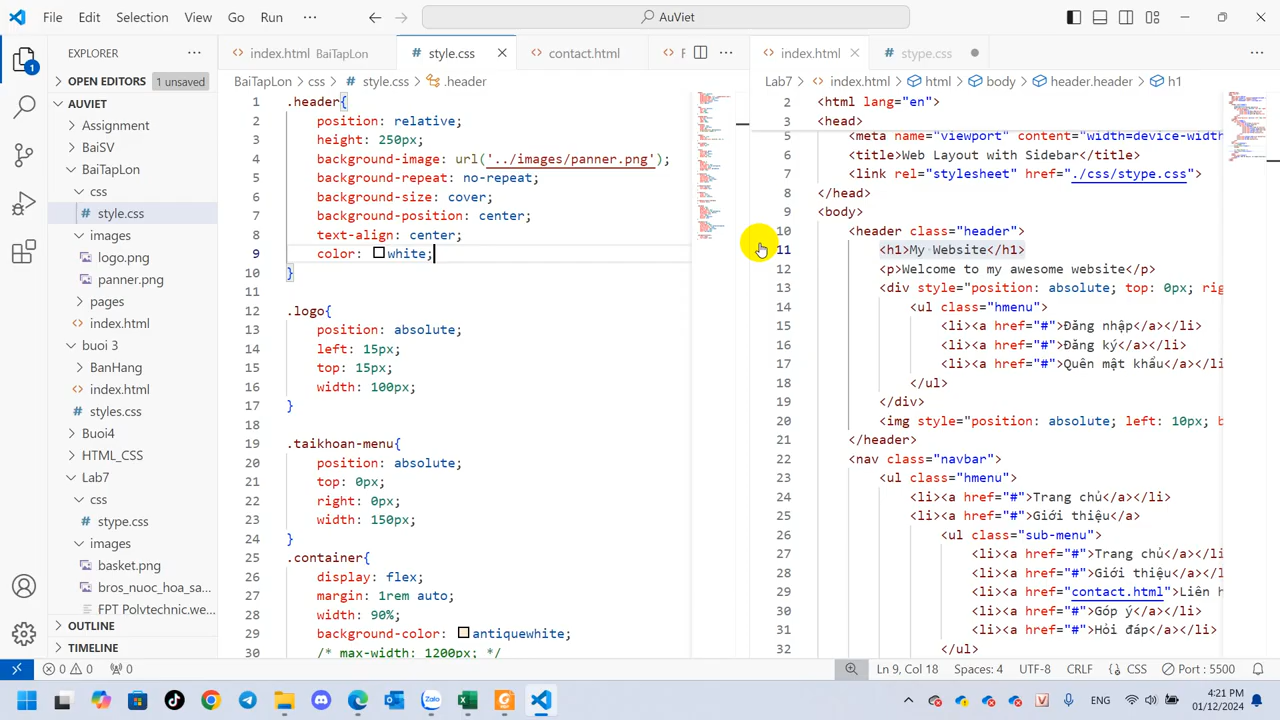 File Edit Selection View Go Run ··· AuViet
EXPLORER ···
OPEN EDITORS 1 unsaved
AUVIET
Assignment
BaiSV
BaiTapLon
css
style.css
images
logo.png
panner.png
pages
index.html
buoi 3
BanHang
index.html
styles.css
Buoi4
HTML_CSS
Lab7
css
stype.css
images
basket.png
bros_nuoc_hoa_sa...
FPT Polytechnic.we...
OUTLINE
TIMELINE
index.html BaiTapLon style.css contact.html
BaiTapLon > css > style.css > .header
1 .header{
2 position: relative;
3 height: 250px;
4 background-image: url('../images/panner.png');
5 background-repeat: no-repeat;
6 background-size: cover;
7 background-position: center;
8 text-align: center;
9 color: white;
10 }
11
12 .logo{
13 position: absolute;
14 left: 15px;
15 top: 15px;
16 width: 100px;
17 }
18
19 .taikhoan-menu{
20 position: absolute;
21 top: 0px;
22 right: 0px;
23 width: 150px;
24 }
25 .container{
26 display: flex;
27 margin: 1rem auto;
28 width: 90%;
29 background-color: antiquewhite;
30 /* max-width: 1200px; */
index.html stype.css
Lab7 > index.html > html > body > header.header > h1
2 <html lang="en">
3 <head>
<meta name="viewport" content="width=device-width
6 <title>Web Layout with Sidebar</title>
7 <link rel="stylesheet" href="./css/stype.css">
8 </head>
9 <body>
10 <header class="header">
11 <h1>My Website</h1>
12 <p>Welcome to my awesome website</p>
13 <div style="position: absolute; top: 0px; rig
14 <ul class="hmenu">
15 <li><a href="#">Đăng nhập</a></li>
16 <li><a href="#">Đăng ký</a></li>
17 <li><a href="#">Quên mật khẩu</a></li>
18 </ul>
19 </div>
20 <img style="position: absolute; left: 10px; b
21 </header>
22 <nav class="navbar">
23 <ul class="hmenu">
24 <li><a href="#">Trang chủ</a></li>
25 <li><a href="#">Giới thiệu</a>
26 <ul class="sub-menu">
27 <li><a href="#">Trang chủ</a></li>
28 <li><a href="#">Giới thiệu</a></li>
29 <li><a href="contact.html">Liên h
30 <li><a href="#">Góp ý</a></li>
31 <li><a href="#">Hỏi đáp</a></li>
32 </ul>
0 0 0 Ln 9, Col 18 Spaces: 4 UTF-8 CRLF {} CSS Port : 5500
ENG 4:21 PM
01/12/2024